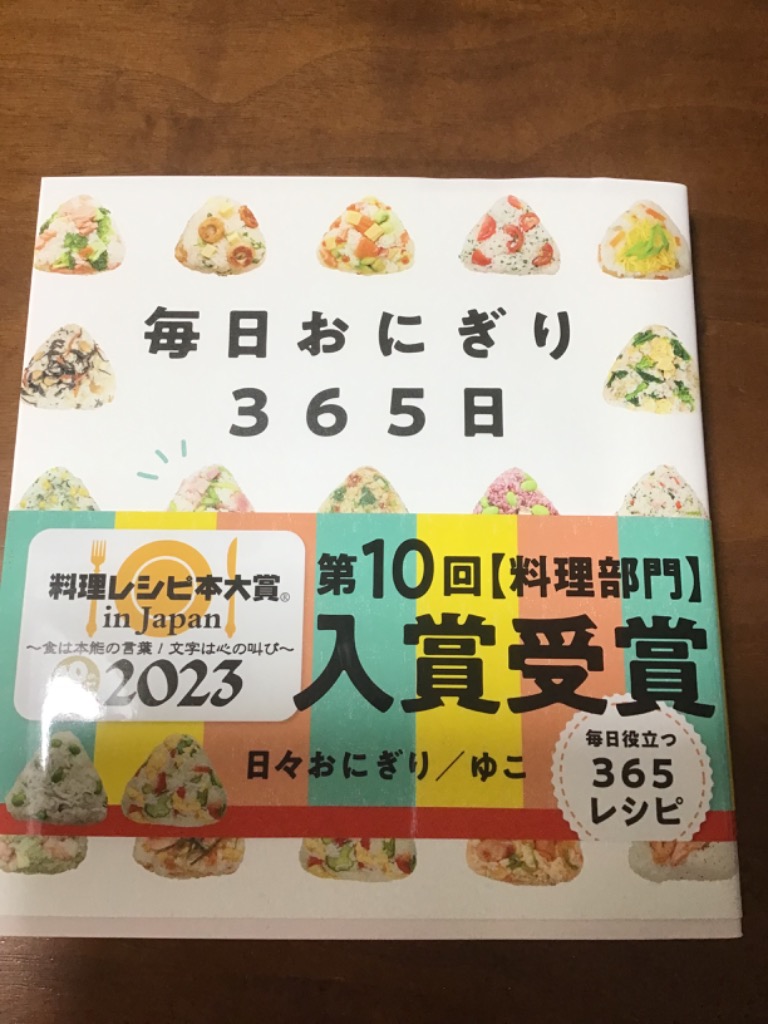 毎日おにぎり
365日
料理レシピ本大賞®
in Japan
～食は本能の言葉/文字は心の叫び～
2023
第10回【料理部門】
入賞受賞
日々おにぎり/ゆこ
毎日役立つ
365
レシピ